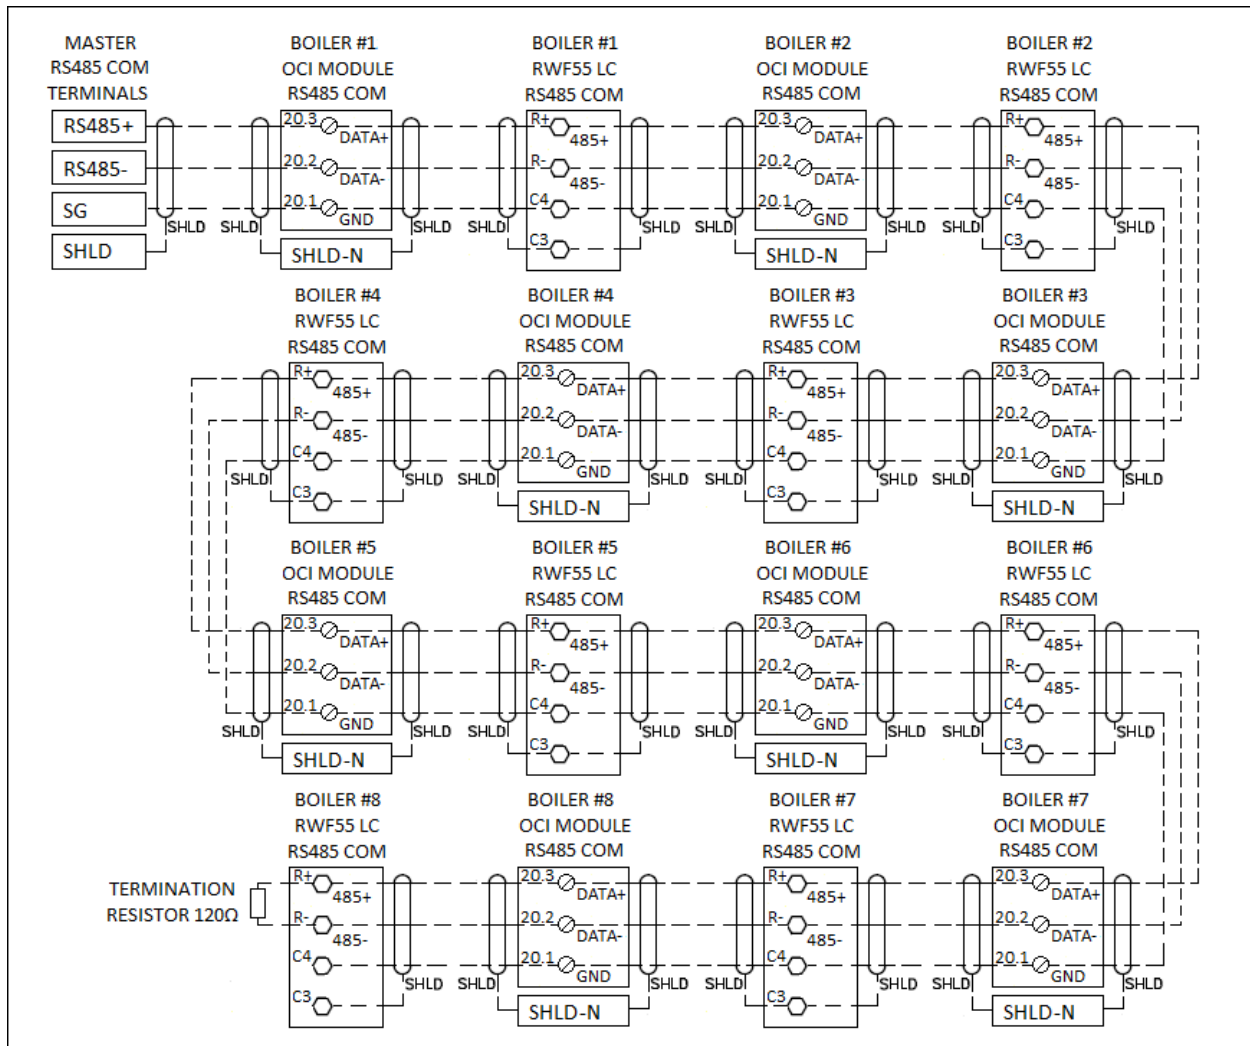 MASTER
RS485 COM
TERMINALS
BOILER #1
OCI MODULE
RS485 COM
BOILER #1
RWF55 LC
RS485 COM
BOILER #2
OCI MODULE
RS485 COM
BOILER #2
RWF55 LC
RS485 COM
RS485+
RS485-
SG
SHLD
SHLD
SHLD
20.3
DATA+
20.2
DATA-
20.1
GND
SHLD-N
SHLD
SHLD
R+
485+
R-
485-
C4
C3
SHLD
SHLD
20.3
DATA+
20.2
DATA-
20.1
GND
SHLD-N
SHLD
SHLD
R+
485+
R-
485-
C4
C3
SHLD
BOILER #4
RWF55 LC
RS485 COM
BOILER #4
OCI MODULE
RS485 COM
BOILER #3
RWF55 LC
RS485 COM
BOILER #3
OCI MODULE
RS485 COM
SHLD
R+
485+
R-
485-
C4
C3
SHLD
SHLD
20.3
DATA+
20.2
DATA-
20.1
GND
SHLD-N
SHLD
SHLD
R+
485+
R-
485-
C4
C3
SHLD
SHLD
20.3
DATA+
20.2
DATA-
20.1
GND
SHLD-N
SHLD
BOILER #5
OCI MODULE
RS485 COM
BOILER #5
RWF55 LC
RS485 COM
BOILER #6
OCI MODULE
RS485 COM
BOILER #6
RWF55 LC
RS485 COM
SHLD
20.3
DATA+
20.2
DATA-
20.1
GND
SHLD-N
SHLD
SHLD
R+
485+
R-
485-
C4
C3
SHLD
SHLD
20.3
DATA+
20.2
DATA-
20.1
GND
SHLD-N
SHLD
SHLD
R+
485+
R-
485-
C4
C3
SHLD
BOILER #8
RWF55 LC
RS485 COM
BOILER #8
OCI MODULE
RS485 COM
BOILER #7
RWF55 LC
RS485 COM
BOILER #7
OCI MODULE
RS485 COM
TERMINATION
RESISTOR 120Ω
R+
485+
R-
485-
C4
C3
SHLD
SHLD
20.3
DATA+
20.2
DATA-
20.1
GND
SHLD-N
SHLD
SHLD
R+
485+
R-
485-
C4
C3
SHLD
SHLD
20.3
DATA+
20.2
DATA-
20.1
GND
SHLD-N
SHLD